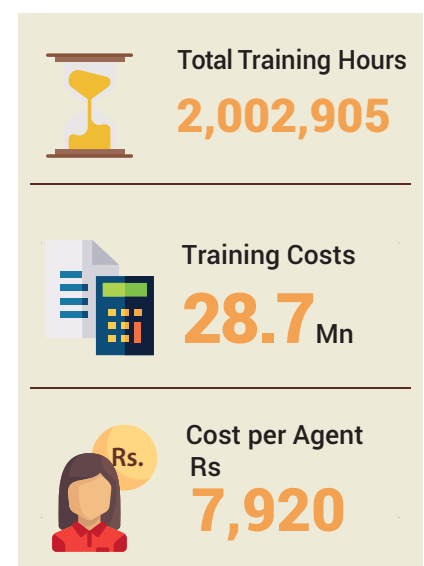 Total Training Hours
2,002,905
Training Costs
28.7 Mn
Rs.
Cost per Agent
Rs
7,920